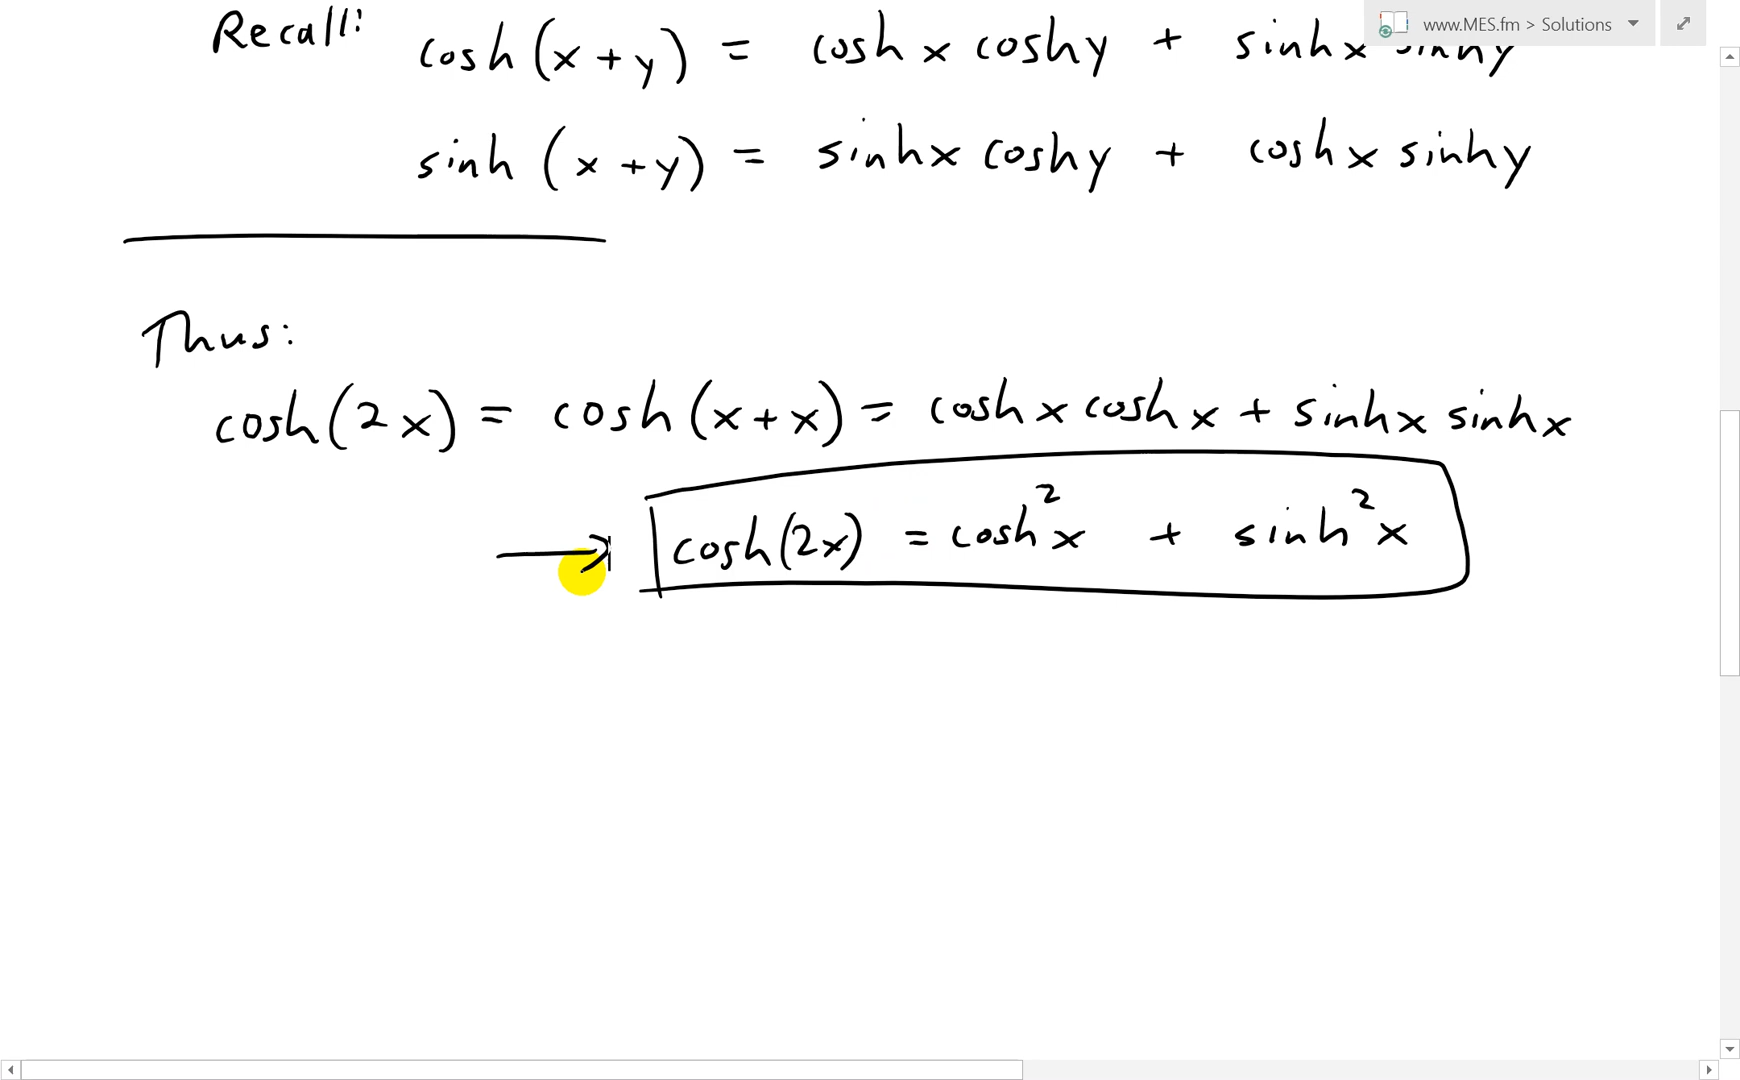 www.MES.fm > Solutions
Recall: cosh(x+y) = cosh x cosh y + sinh x sinh y
sinh (x+y) = sinh x cosh y + cosh x sinh y
Thus:
cosh(2x) = cosh(x+x) = cosh x cosh x + sinh x sinh x
→ cosh(2x) = cosh²x + sinh²x